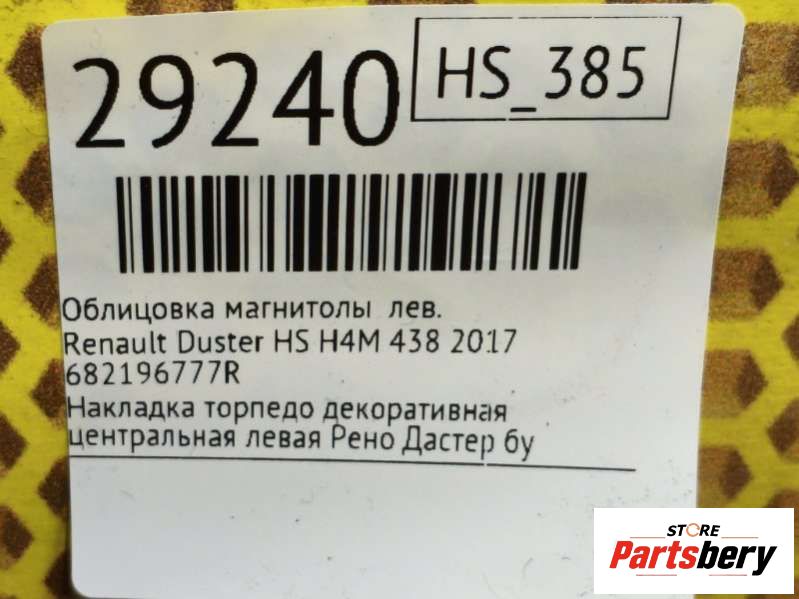 29240
HS_385
Облицовка магнитолы лев.
Renault Duster HS H4M 438 2017
682196777R
Накладка торпедо декоративная
центральная левая Рено Дастер бу
STORE
Partsbery